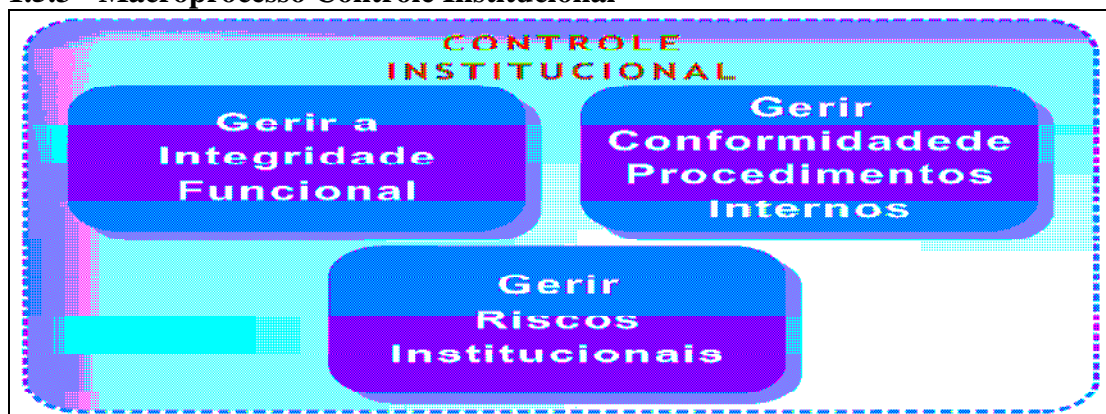 Macroprocesso Controle Institucional
CONTROLE
INSTITUCIONAL
Gerir a
Integridade
Funcional
Gerir
Conformidadede
Procedimentos
Internos
Gerir
Riscos
Institucionais